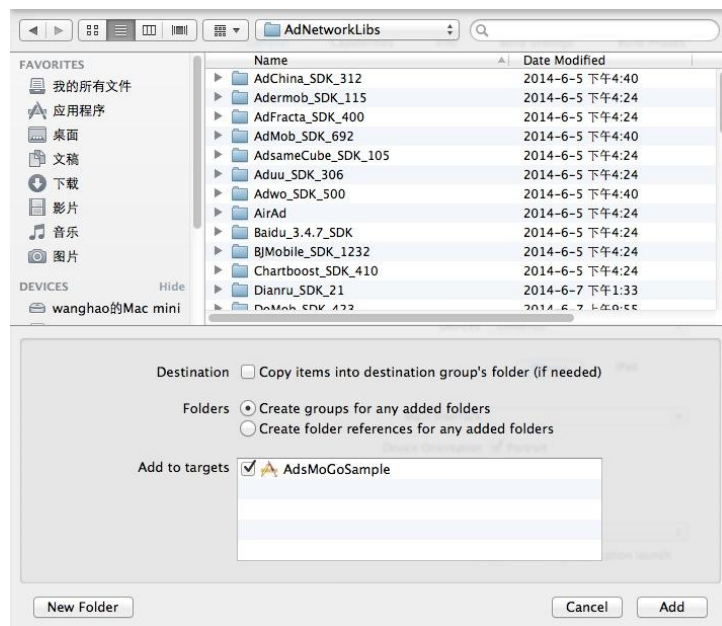 AdNetworkLibs
FAVORITES
我的所有文件
应用程序
桌面
文稿
下载
影片
音乐
图片
DEVICES Hide
wanghao的Mac mini
Name Date Modified
AdChina_SDK_312 2014-6-5 下午4:40
Adermob_SDK_115 2014-6-5 下午4:24
AdFracta_SDK_400 2014-6-5 下午4:24
AdMob_SDK_692 2014-6-5 下午4:40
AdsameCube_SDK_105 2014-6-5 下午4:24
Aduu_SDK_306 2014-6-5 下午4:24
Adwo_SDK_500 2014-6-5 下午4:40
AirAd 2014-6-5 下午4:24
Baidu_3.4.7_SDK 2014-6-5 下午4:24
BJMobile_SDK_1232 2014-6-5 下午4:24
Chartboost_SDK_410 2014-6-5 下午4:24
Dianru_SDK_21 2014-6-7 下午1:33
DoMob_SDK_423 2014-6-7 上午9:55
Destination Copy items into destination group's folder (if needed)
Folders Create groups for any added folders
Create folder references for any added folders
Add to targets AdsMoGoSample
New Folder Cancel Add